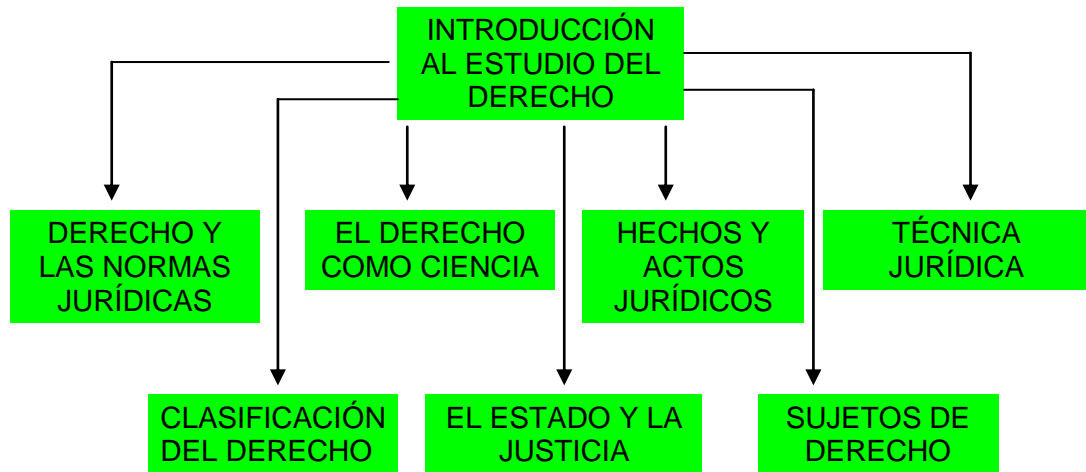 INTRODUCCIÓN
AL ESTUDIO DEL
DERECHO
DERECHO Y
LAS NORMAS
JURÍDICAS
EL DERECHO
COMO CIENCIA
HECHOS Y
ACTOS
JURÍDICOS
TÉCNICA
JURÍDICA
CLASIFICACIÓN
DEL DERECHO
EL ESTADO Y LA
JUSTICIA
SUJETOS DE
DERECHO